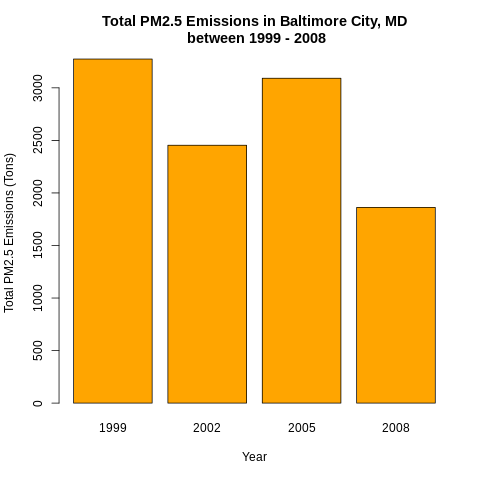 Total PM2.5 Emissions in Baltimore City, MD
between 1999 - 2008
Total PM2.5 Emissions (Tons)
3000
2500
2000
1500
1000
500
0
1999 2002 2005 2008
Year